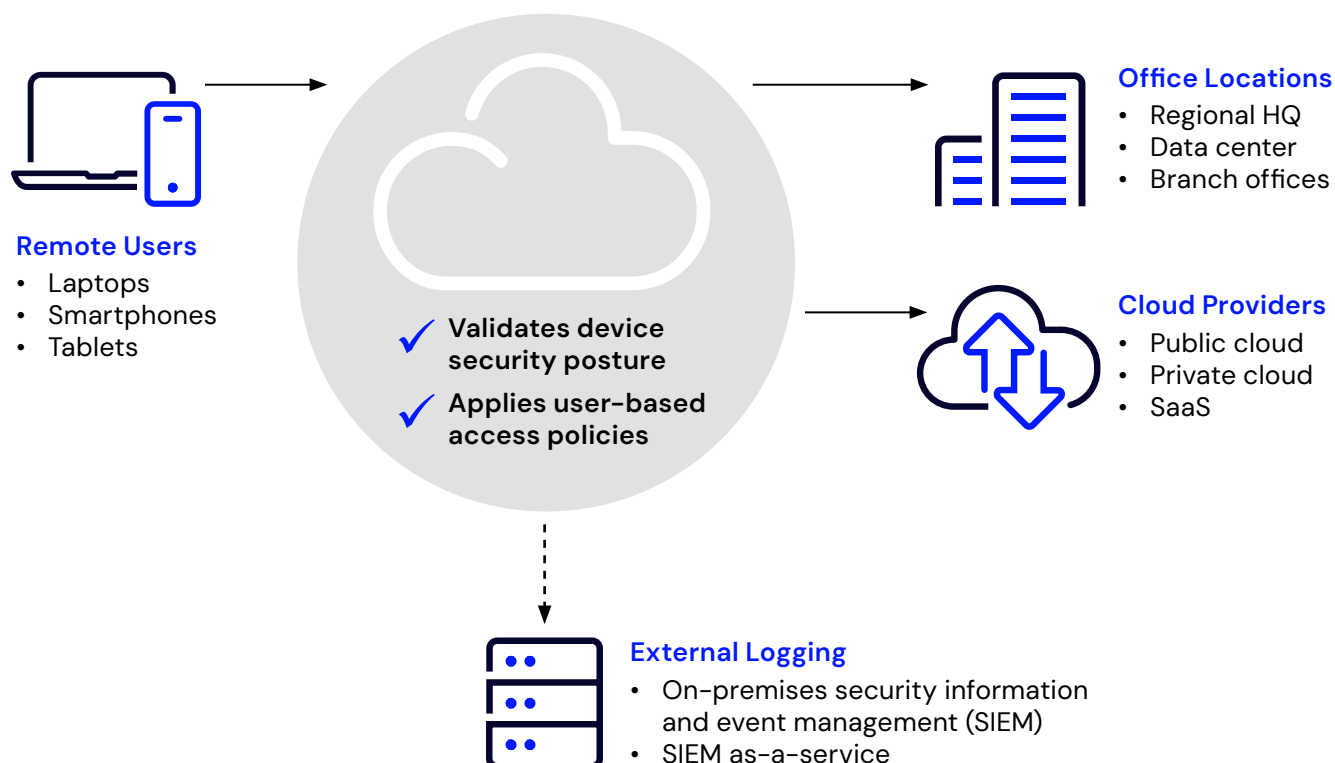 Remote Users
• Laptops
• Smartphones
• Tablets
Validates device
security posture
Applies user-based
access policies
Office Locations
• Regional HQ
• Data center
• Branch offices
Cloud Providers
• Public cloud
• Private cloud
• SaaS
External Logging
• On-premises security information
and event management (SIEM)
• SIEM as-a-service